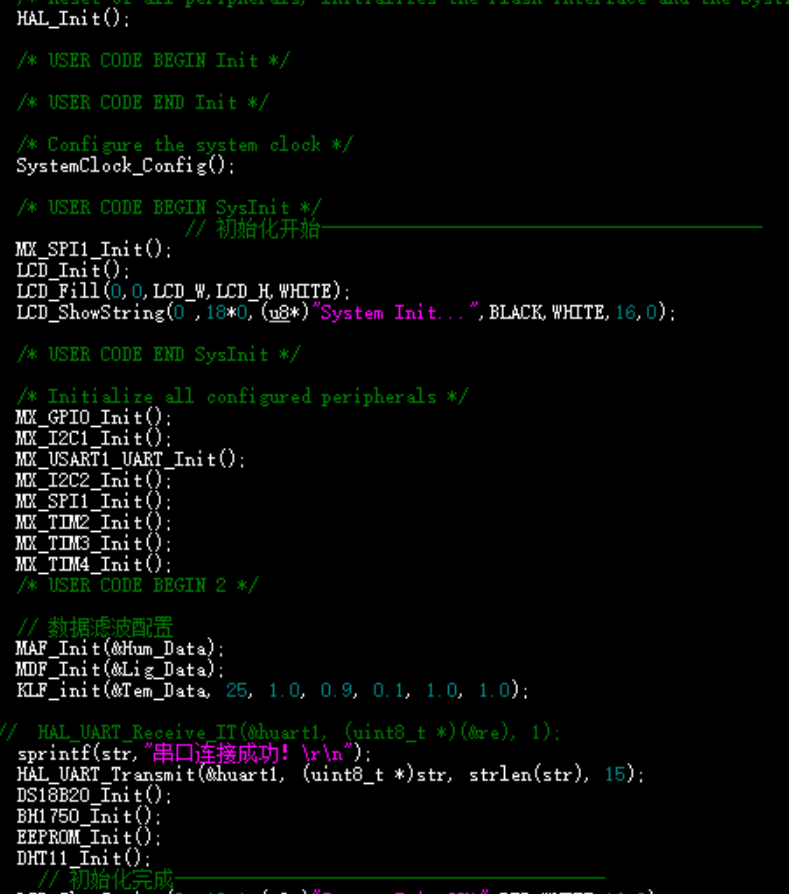 /* Reset of all peripherals, Initializes the Flash interface and the Syst
HAL_Init();
/* USER CODE BEGIN Init */
/* USER CODE END Init */
/* Configure the system clock */
SystemClock_Config();
/* USER CODE BEGIN SysInit */
// 初始化开始————————————————————————————
MX_SPI1_Init();
LCD_Init();
LCD_Fill(0,0,LCD_W,LCD_H,WHITE);
LCD_ShowString(0 ,18*0,(u8*)"System Init...",BLACK,WHITE,16,0);
/* USER CODE END SysInit */
/* Initialize all configured peripherals */
MX_GPIO_Init();
MX_I2C1_Init();
MX_USART1_UART_Init();
MX_I2C2_Init();
MX_SPI1_Init();
MX_TIM2_Init();
MX_TIM3_Init();
MX_TIM4_Init();
/* USER CODE BEGIN 2 */
// 数据滤波配置
MAF_Init(&Hum_Data);
MDF_Init(&Lig_Data);
KLF_init(&Tem_Data, 25, 1.0, 0.9, 0.1, 1.0, 1.0);
// HAL_UART_Receive_IT(&huart1, (uint8_t *)(&re), 1);
sprintf(str,"串口连接成功! \r\n");
HAL_UART_Transmit(&huart1, (uint8_t *)str, strlen(str), 15);
DS18B20_Init();
BH1750_Init();
EEPROM_Init();
DHT11_Init();
// 初始化完成————————————————————————————